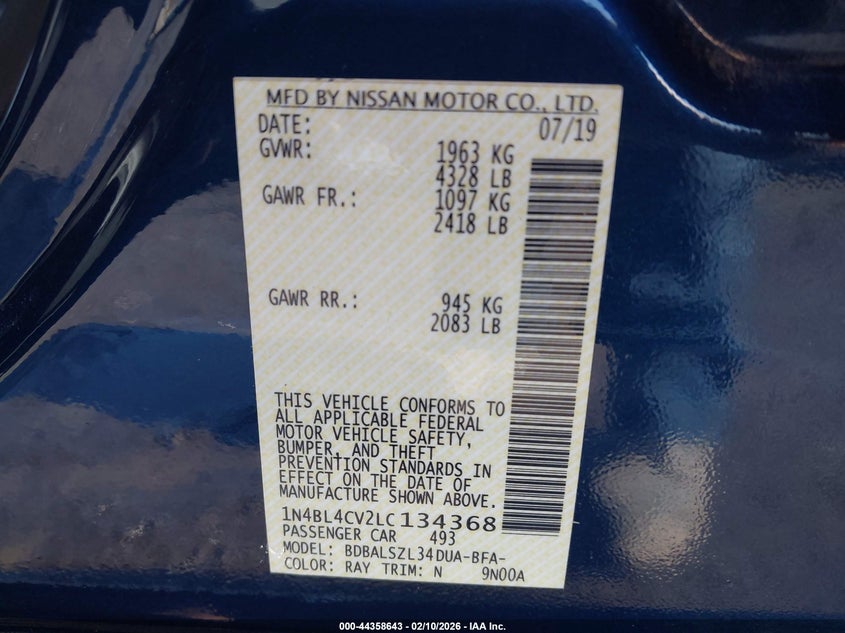 MFD BY NISSAN MOTOR CO., LTD.
DATE: 07/19
GVWR: 1963 KG
4328 LB
GAWR FR.: 1097 KG
2418 LB
GAWR RR.: 945 KG
2083 LB
THIS VEHICLE CONFORMS TO
ALL APPLICABLE FEDERAL
MOTOR VEHICLE SAFETY,
BUMPER, AND THEFT
PREVENTION STANDARDS IN
EFFECT ON THE DATE OF
MANUFACTURE SHOWN ABOVE.
1N4BL4CV2LC134368
PASSENGER CAR 493
MODEL: BDBALSZL34DUA-BFA-
COLOR: RAY TRIM: N 9N00A
000-44358643 - 02/10/2026 - IAA Inc.